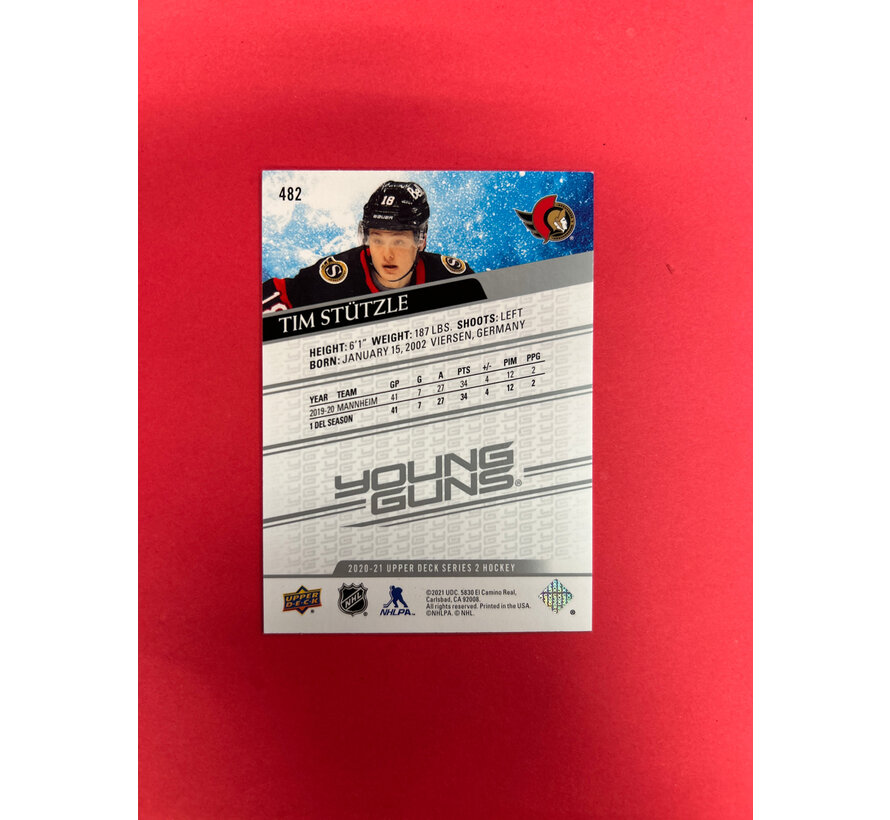 482
18
BAUER
TIM STÜTZLE
HEIGHT: 6'1" WEIGHT: 187 LBS. SHOOTS: LEFT
BORN: JANUARY 15, 2002 VIERSEN, GERMANY
YEAR TEAM GP G A PTS +/- PIM PPG
2019-20 MANNHEIM 41 7 27 34 4 12 2
1 DEL SEASON 41 7 27 34 4 12 2
YOUNG
GUNS®
2020-21 UPPER DECK SERIES 2 HOCKEY
UPPER
DECK
®
NHL
®
NHLPA™
©2021 UDC. 5830 El Camino Real,
Carlsbad, CA 92008.
All rights reserved. Printed in the USA.
©NHLPA. © NHL.
®